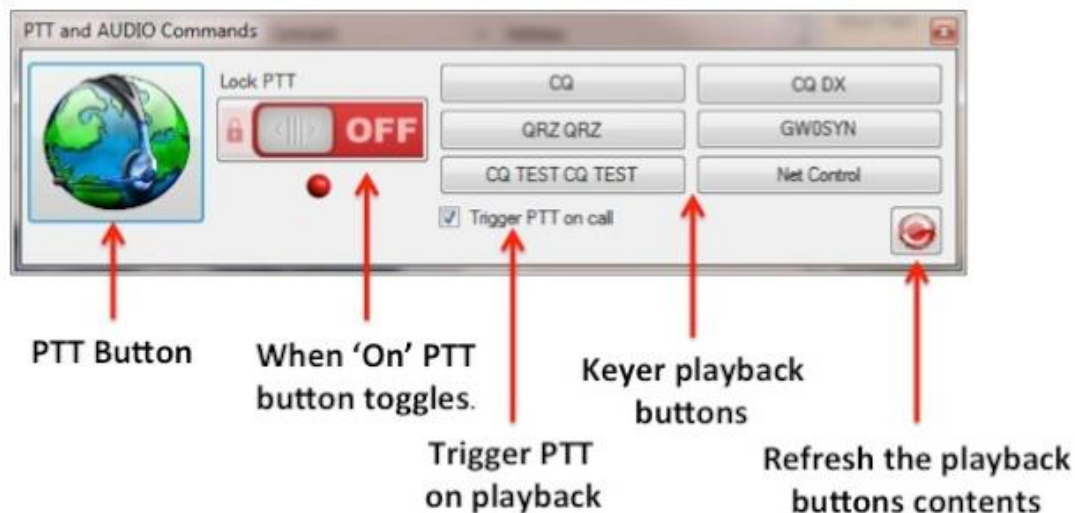 PTT and AUDIO Commands
Lock PTT
OFF
CQ
CQ DX
QRZ QRZ
GW0SYN
CQ TEST CQ TEST
Net Control
Trigger PTT on call
PTT Button
When ‘On’ PTT
button toggles.
Keyer playback
buttons
Trigger PTT
on playback
Refresh the playback
buttons contents